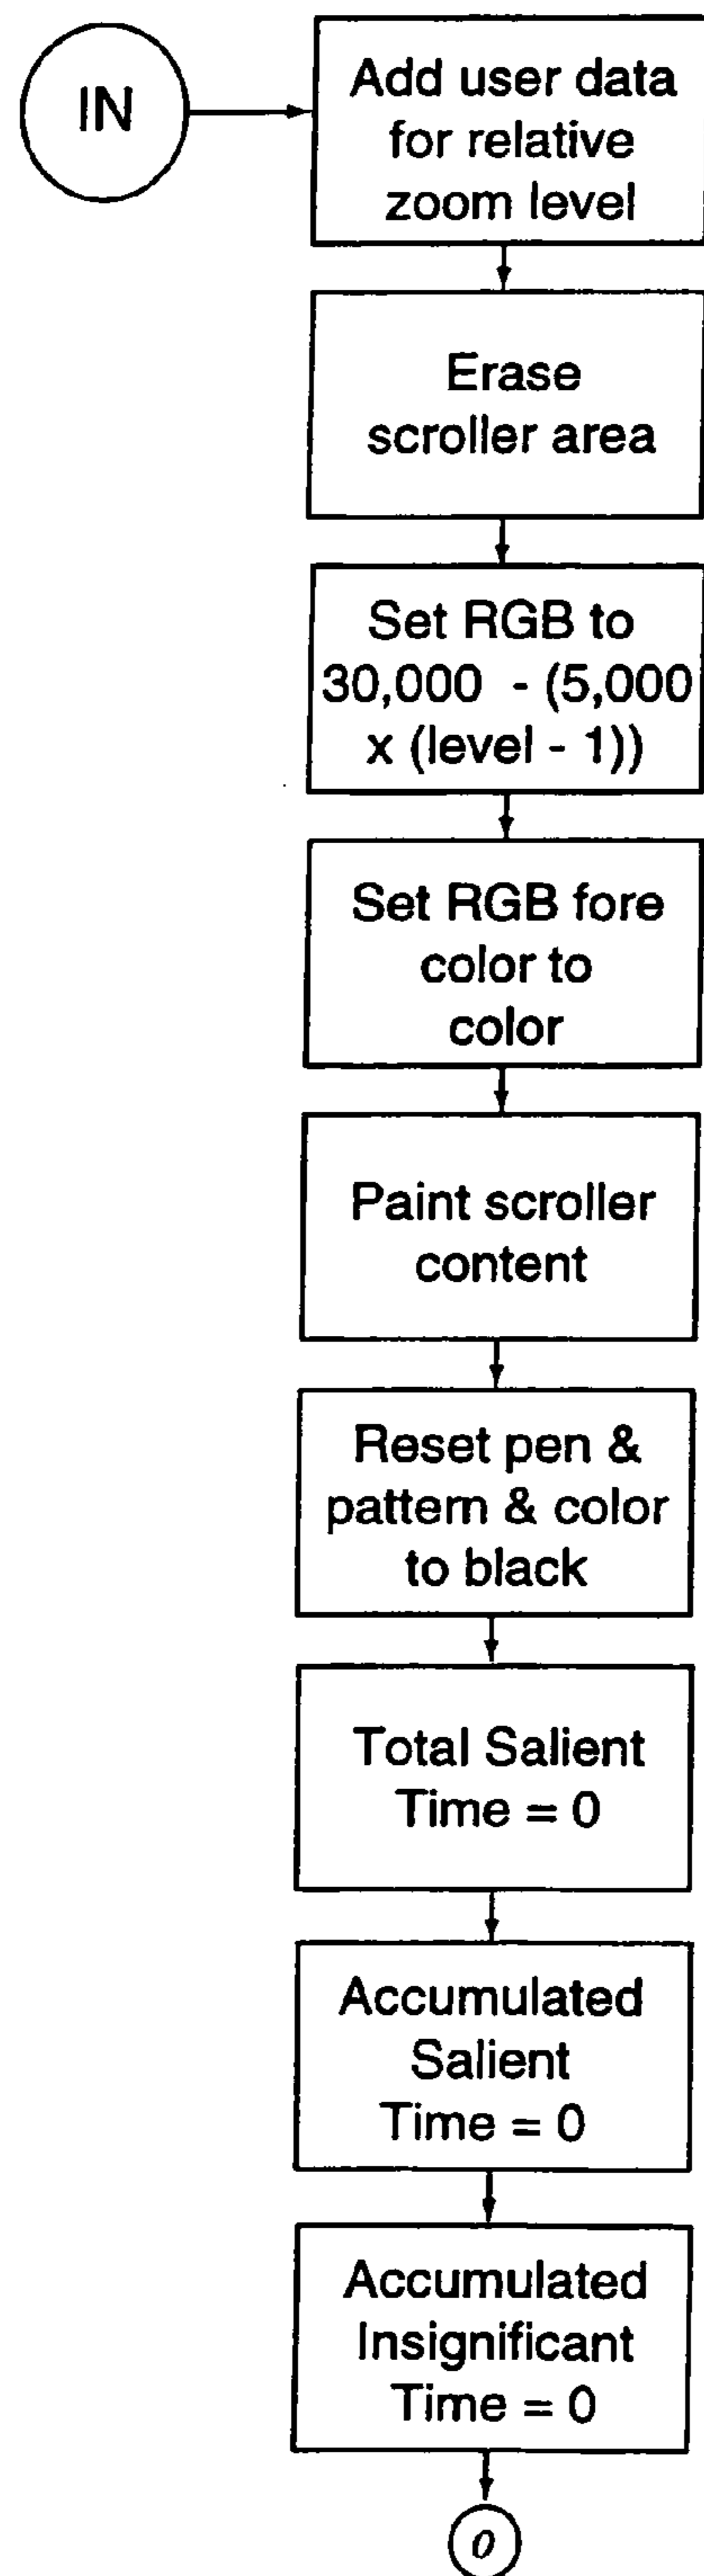 IN
Add user data
for relative
zoom level
Erase
scroller area
Set RGB to
30,000 - (5,000
x (level - 1))
Set RGB fore
color to
color
Paint scroller
content
Reset pen &
pattern & color
to black
Total Salient
Time = 0
Accumulated
Salient
Time = 0
Accumulated
Insignificant
Time = 0
0